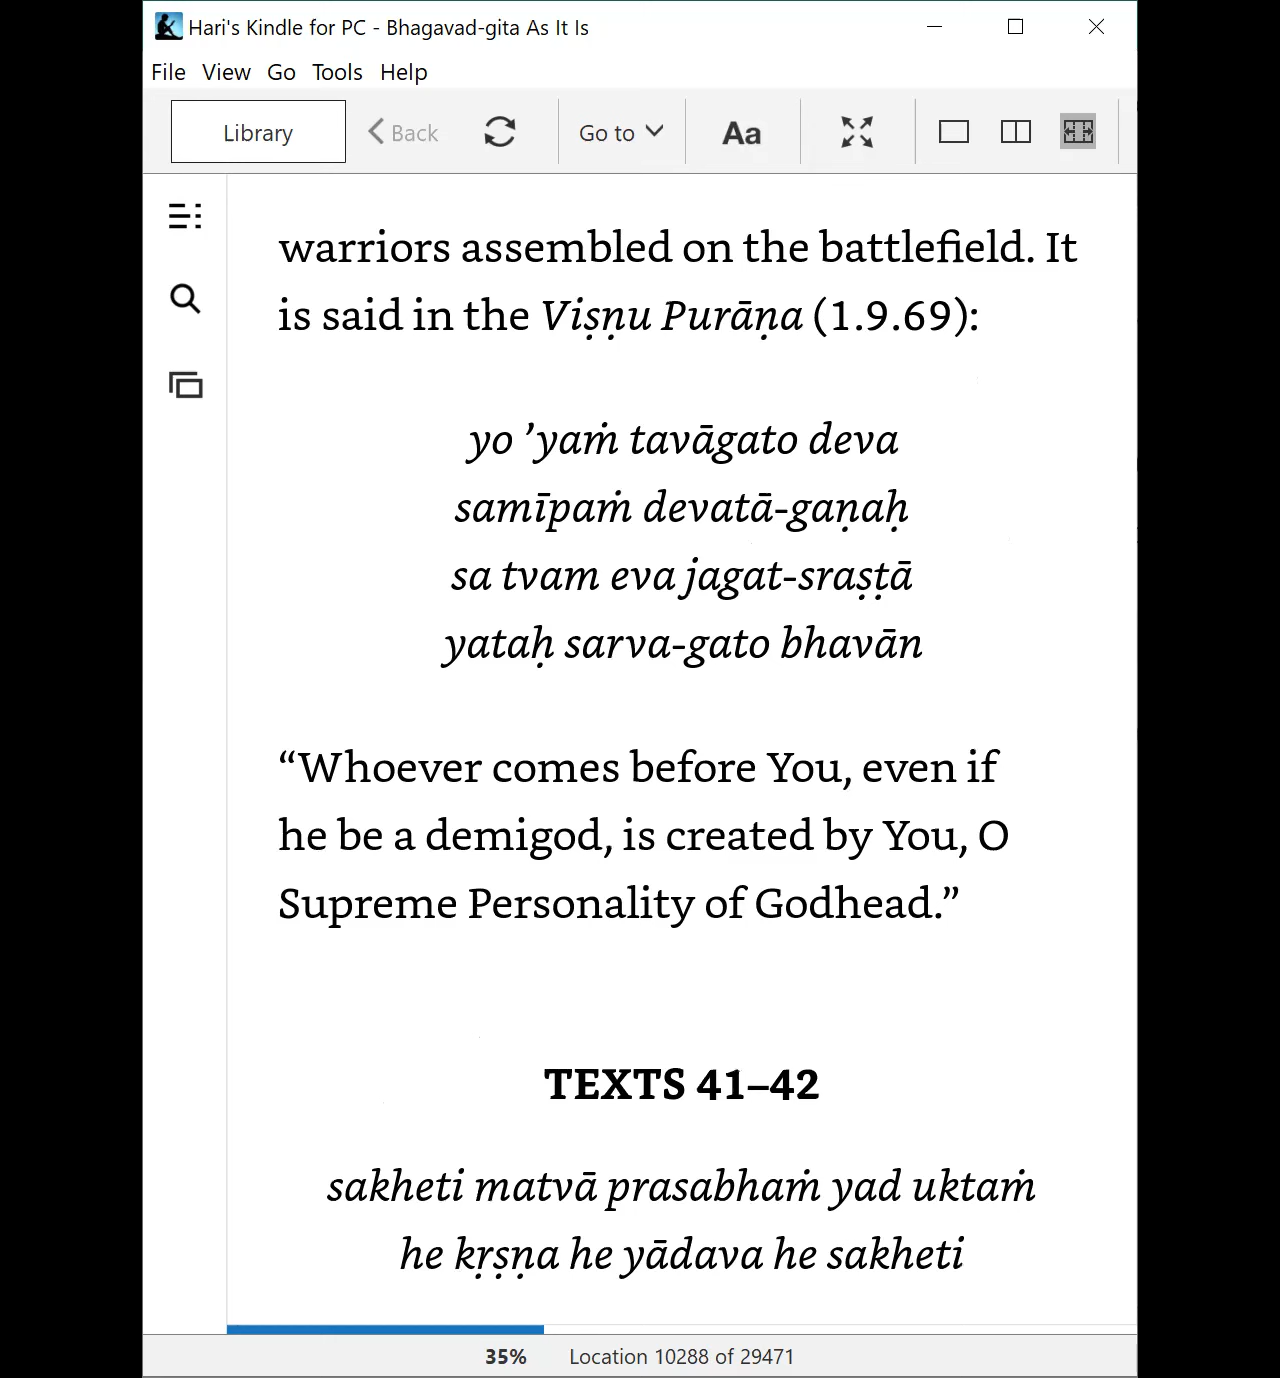 Hari's Kindle for PC - Bhagavad-gita As It Is
File View Go Tools Help
Library Back Go to Aa
warriors assembled on the battlefield. It
is said in the Viṣṇu Purāṇa (1.9.69):
yo ’yaṁ tavāgato deva
samīpaṁ devatā-gaṇaḥ
sa tvam eva jagat-sraṣṭā
yataḥ sarva-gato bhavān
“Whoever comes before You, even if
he be a demigod, is created by You, O
Supreme Personality of Godhead.”
TEXTS 41–42
sakheti matvā prasabhaṁ yad uktaṁ
he kṛṣṇa he yādava he sakheti
35% Location 10288 of 29471